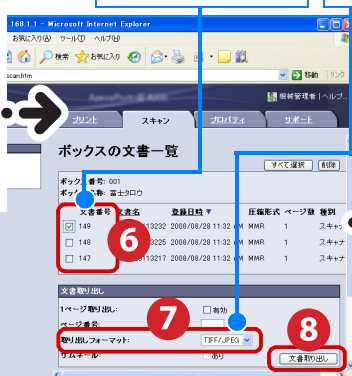 .168.1.1 - Microsoft Internet Explorer
お気に入り(A) ツール(T) ヘルプ(H)
検索 お気に入り
scan.htm 移動 リンク
機械管理者 | ヘルプ
プリント スキャン プロパティ サポート
ボックスの文書一覧
すべて選択 削除
ボックス番号: 001
富士タロウ
文書番号 文書名 登録日時 ▼ 圧縮形式 ページ数 種別
149 13232 2008/08/28 11:32 MMR 1 スキャナ
148 3225 2008/08/28 11:32 MMR 1 スキャナ
147 13217 2008/08/28 11:32 AM MMR 1 スキャナ
6
文書取り出し
1ページ取り出し: 有効
ページ番号:
7
8
取り出しフォーマット: TIFF/JPEG
サムネール: あり 文書取り出し